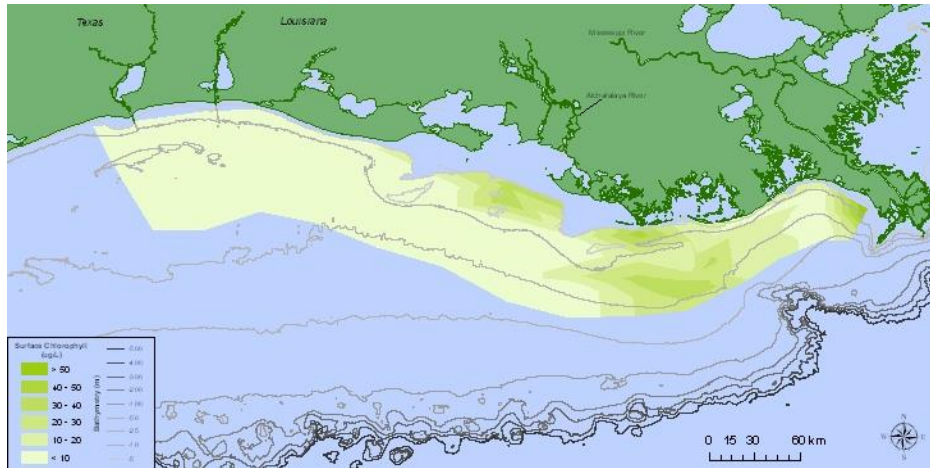 Texas
Louisiana
Mississippi River
Atchafalaya River
Surface Chlorophyll
(ug/L)
> 50
40 - 50
30 - 40
20 - 30
10 - 20
< 10
Bathymetry (m)
0 15 30 60 km
N
S